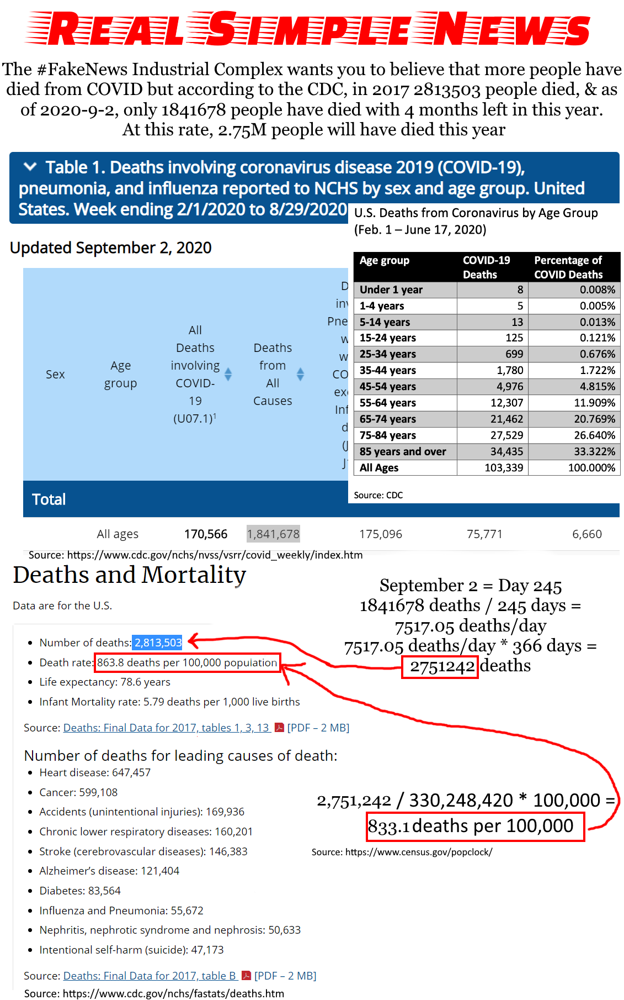 REAL SIMPLE NEWS
The #FakeNews Industrial Complex wants you to believe that more people have
died from COVID but according to the CDC, in 2017 2813503 people died, & as
of 2020-9-2, only 1841678 people have died with 4 months left in this year.
At this rate, 2.75M people will have died this year
Table 1. Deaths involving coronavirus disease 2019 (COVID-19),
pneumonia, and influenza reported to NCHS by sex and age group. United
States. Week ending 2/1/2020 to 8/29/2020
Updated September 2, 2020
Sex
Age
group
All
Deaths
involving
COVID-
19
(U07.1)¹
Deaths
from
All
Causes
D
inv
Pne
w
w
CO
ex
Inf
d
(J
J
U.S. Deaths from Coronavirus by Age Group
(Feb. 1 – June 17, 2020)
Age group COVID-19 Deaths Percentage of COVID Deaths
Under 1 year 8 0.008%
1-4 years 5 0.005%
5-14 years 13 0.013%
15-24 years 125 0.121%
25-34 years 699 0.676%
35-44 years 1,780 1.722%
45-54 years 4,976 4.815%
55-64 years 12,307 11.909%
65-74 years 21,462 20.769%
75-84 years 27,529 26.640%
85 years and over 34,435 33.322%
All Ages 103,339 100.000%
Source: CDC
Total
All ages 170,566 1,841,678 175,096 75,771 6,660
Source: https://www.cdc.gov/nchs/nvss/vsrr/covid_weekly/index.htm
Deaths and Mortality
Data are for the U.S.
• Number of deaths: 2,813,503
• Death rate: 863.8 deaths per 100,000 population
• Life expectancy: 78.6 years
• Infant Mortality rate: 5.79 deaths per 1,000 live births
Source: Deaths: Final Data for 2017, tables 1, 3, 13 [PDF – 2 MB]
September 2 = Day 245
1841678 deaths / 245 days =
7517.05 deaths/day
7517.05 deaths/day * 366 days =
2751242 deaths
Number of deaths for leading causes of death:
• Heart disease: 647,457
• Cancer: 599,108
• Accidents (unintentional injuries): 169,936
• Chronic lower respiratory diseases: 160,201
• Stroke (cerebrovascular diseases): 146,383
• Alzheimer’s disease: 121,404
• Diabetes: 83,564
• Influenza and Pneumonia: 55,672
• Nephritis, nephrotic syndrome and nephrosis: 50,633
• Intentional self-harm (suicide): 47,173
2,751,242 / 330,248,420 * 100,000 =
833.1 deaths per 100,000
Source: https://www.census.gov/popclock/
Source: Deaths: Final Data for 2017, table B [PDF – 2 MB]
Source: https://www.cdc.gov/nchs/fastats/deaths.htm